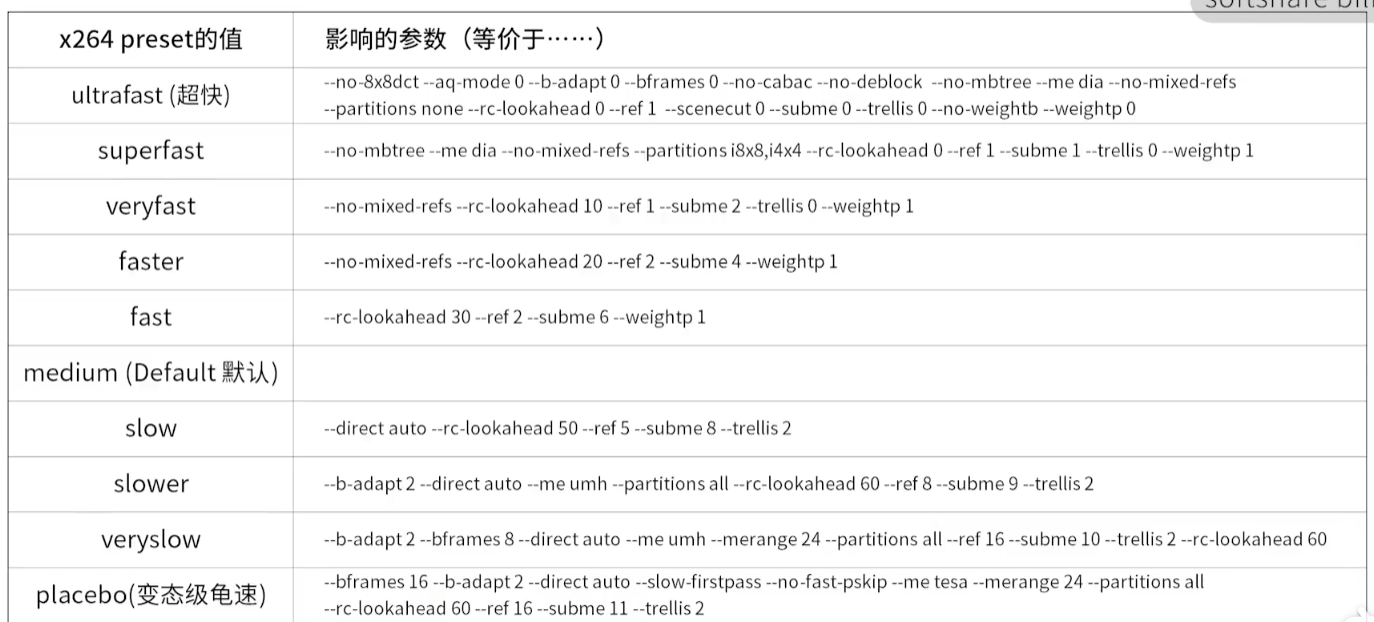 softshare
x264 preset的值 影响的参数（等价于……）
ultrafast (超快) --no-8x8dct --aq-mode 0 --b-adapt 0 --bframes 0 --no-cabac --no-deblock --no-mbtree --me dia --no-mixed-refs
--partitions none --rc-lookahead 0 --ref 1 --scenecut 0 --subme 0 --trellis 0 --no-weightb --weightp 0
superfast --no-mbtree --me dia --no-mixed-refs --partitions i8x8,i4x4 --rc-lookahead 0 --ref 1 --subme 1 --trellis 0 --weightp 1
veryfast --no-mixed-refs --rc-lookahead 10 --ref 1 --subme 2 --trellis 0 --weightp 1
faster --no-mixed-refs --rc-lookahead 20 --ref 2 --subme 4 --weightp 1
fast --rc-lookahead 30 --ref 2 --subme 6 --weightp 1
medium (Default 默认)
slow --direct auto --rc-lookahead 50 --ref 5 --subme 8 --trellis 2
slower --b-adapt 2 --direct auto --me umh --partitions all --rc-lookahead 60 --ref 8 --subme 9 --trellis 2
veryslow --b-adapt 2 --bframes 8 --direct auto --me umh --merange 24 --partitions all --ref 16 --subme 10 --trellis 2 --rc-lookahead 60
placebo(变态级龟速) --bframes 16 --b-adapt 2 --direct auto --slow-firstpass --no-fast-pskip --me tesa --merange 24 --partitions all
--rc-lookahead 60 --ref 16 --subme 11 --trellis 2